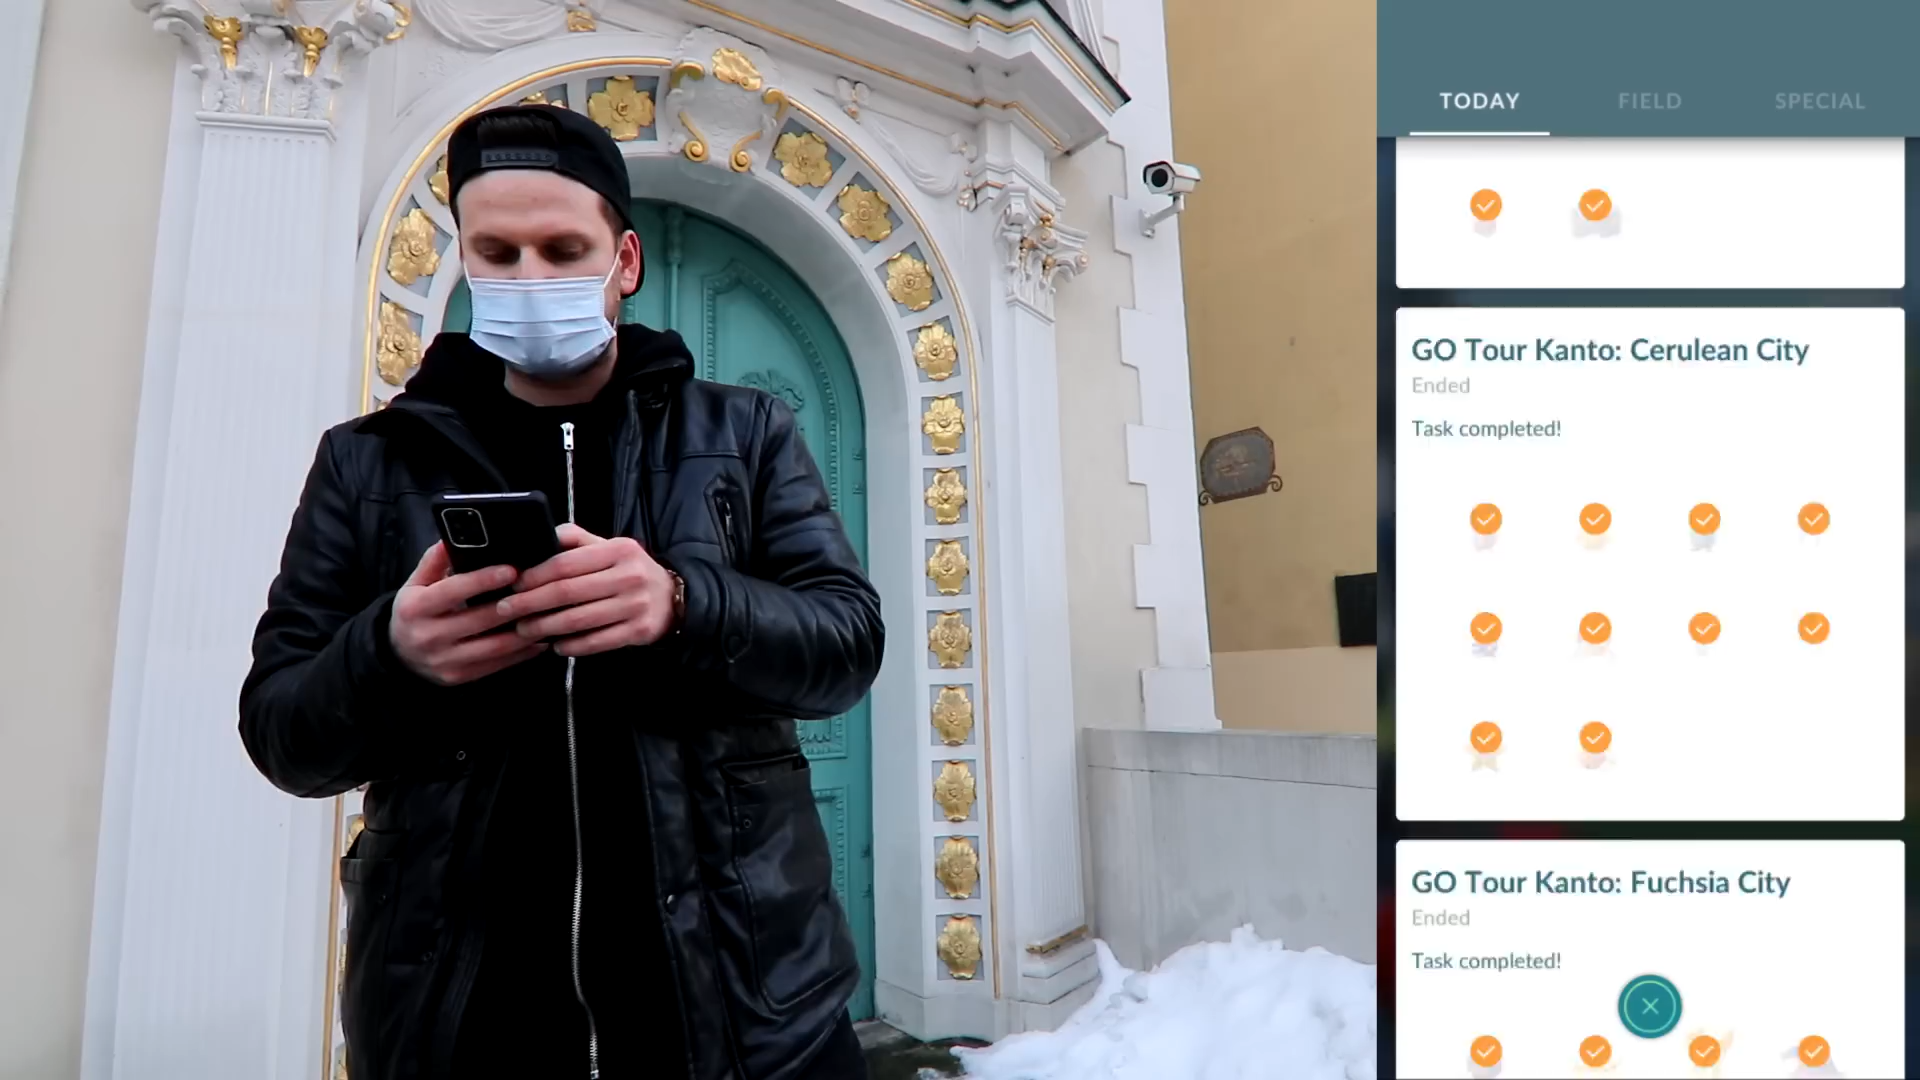 TODAY FIELD SPECIAL
GO Tour Kanto: Cerulean City
Ended
Task completed!
GO Tour Kanto: Fuchsia City
Ended
Task completed!